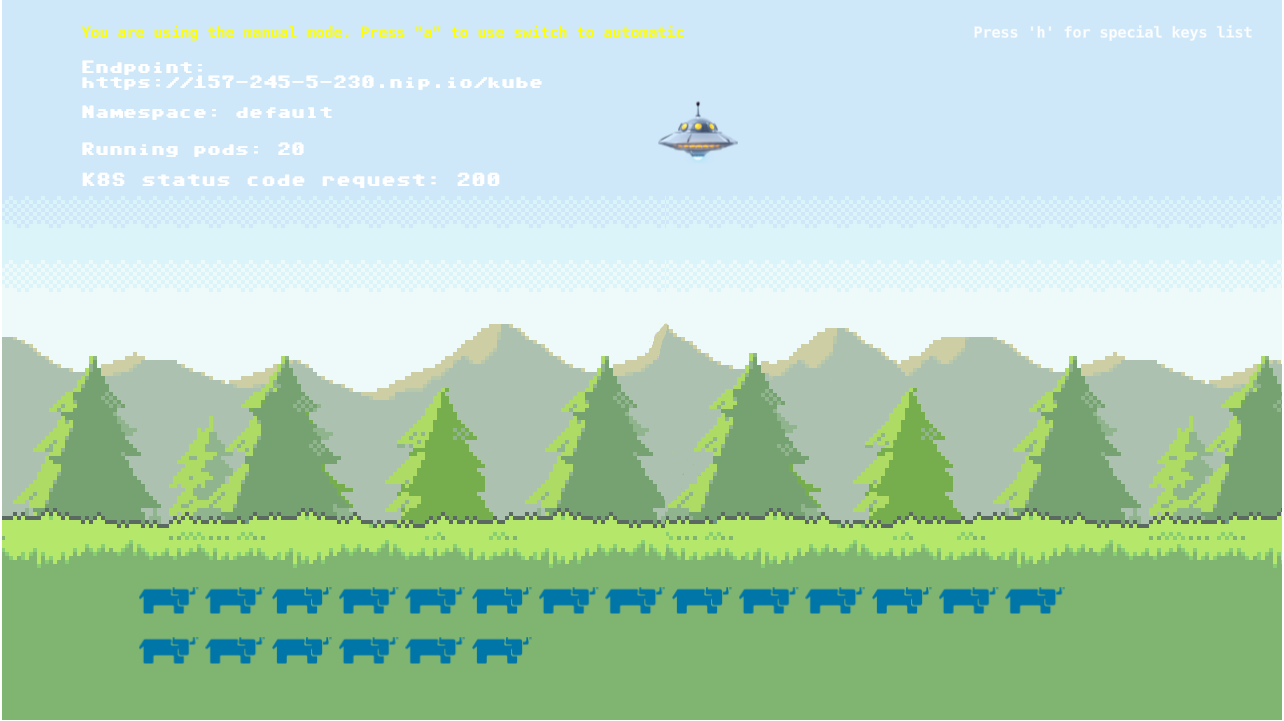 You are using the manual mode. Press "a" to use switch to automatic
Press 'h' for special keys list
Endpoint:
https://157-245-5-230.nip.io/kube
Namespace: default
Running pods: 20
K8S status code request: 200